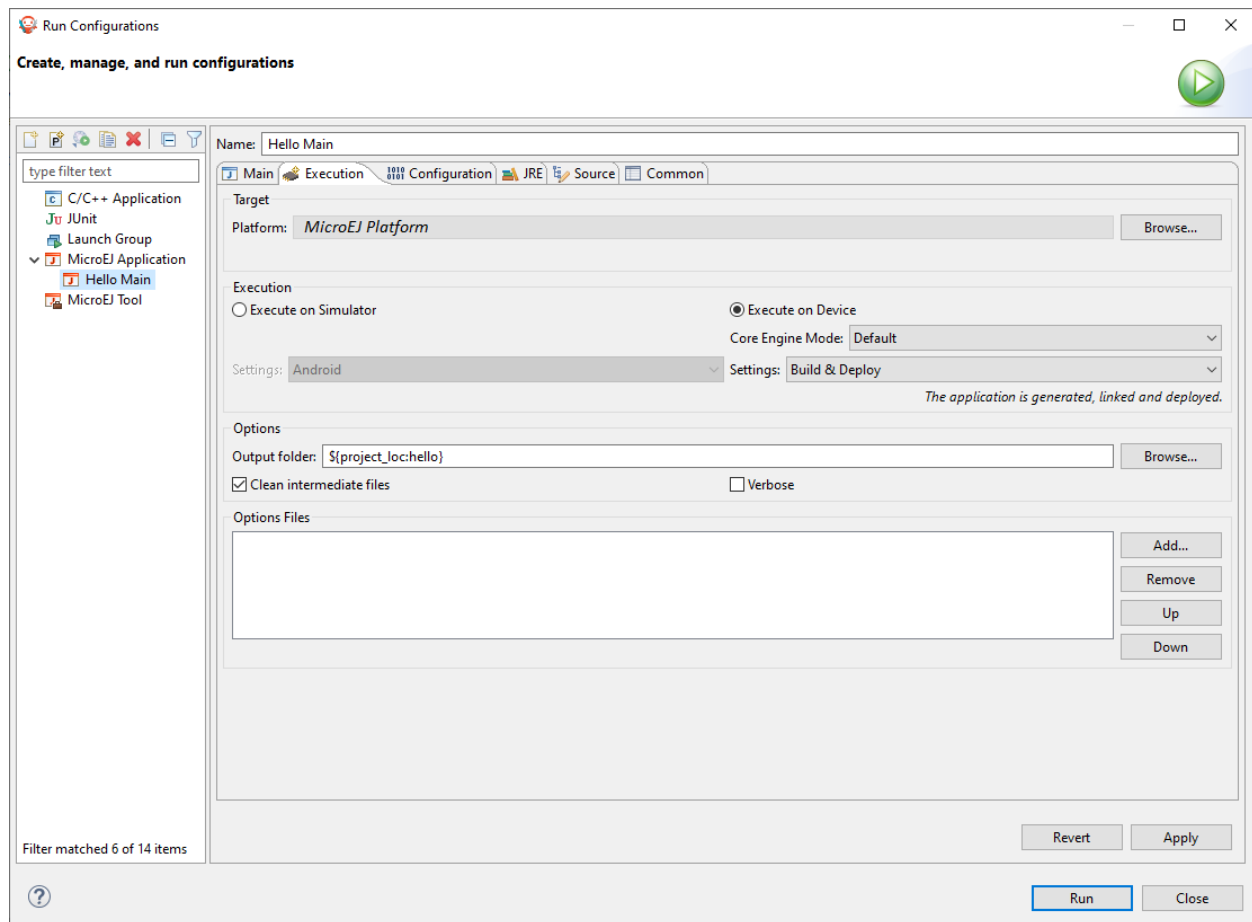 Run Configurations
Create, manage, and run configurations
type filter text
C/C++ Application
JUnit
Launch Group
MicroEJ Application
Hello Main
MicroEJ Tool
Filter matched 6 of 14 items
Name: Hello Main
Main Execution Configuration JRE Source Common
Target
Platform: MicroEJ Platform Browse...
Execution
Execute on Simulator Execute on Device
Core Engine Mode: Default
Settings: Android Settings: Build & Deploy
The application is generated, linked and deployed.
Options
Output folder: ${project_loc:hello} Browse...
Clean intermediate files Verbose
Options Files
Add...
Remove
Up
Down
Revert Apply
Run Close